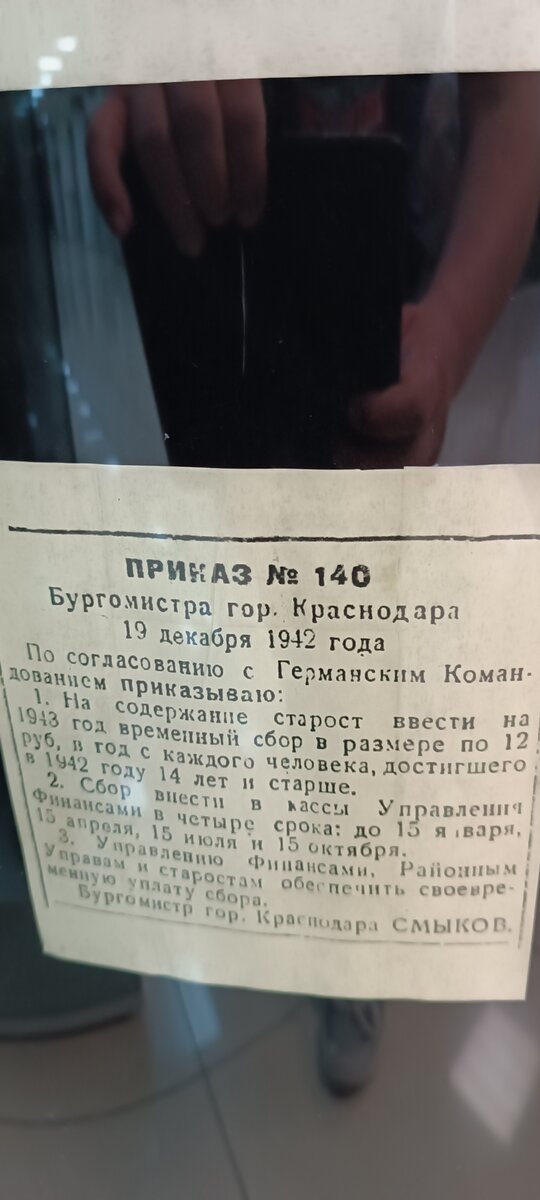 ПРИКАЗ № 140
Бургомистра гор. Краснодара
19 декабря 1942 года
По согласованию с Германским Коман-
дованием приказываю:
1. На содержание старост ввести на
1943 год временный сбор в размере по 12
руб, в год с каждого человека, достигшего
в 1942 году 14 лет и старше.
2. Сбор внести в кассы Управления
Финансами в четыре срока: до 15 января,
15 апреля, 15 июля и 15 октября.
3. Управлению Финансами, Районным
Управам и старостам обеспечить своевре-
менную уплату сбора.
Бургомистр гор. Краснодара СМЫКОВ.